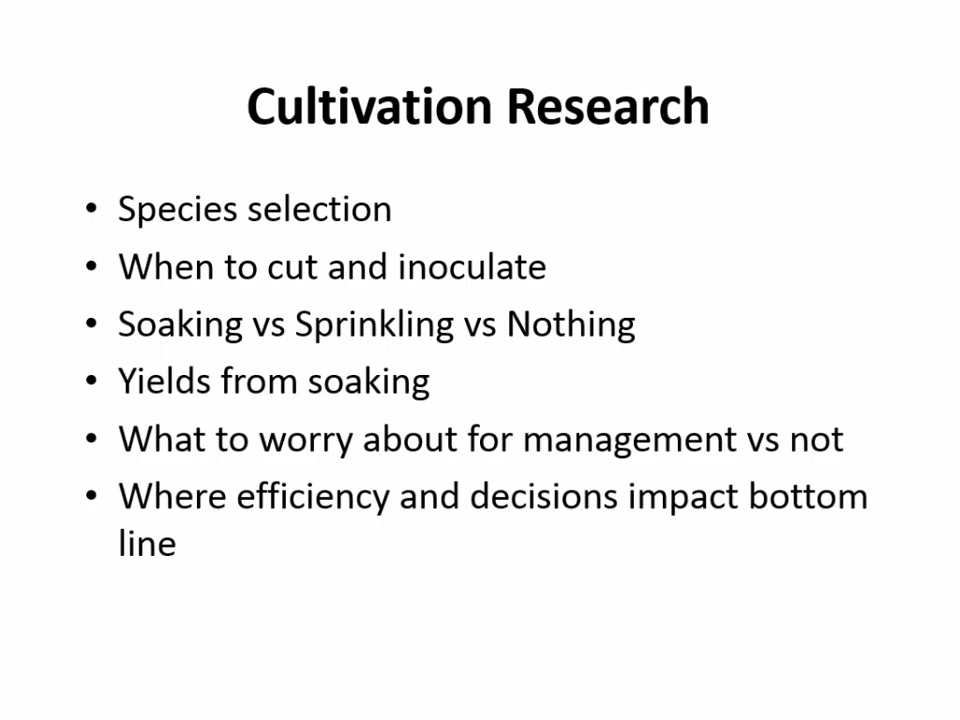 Cultivation Research
• Species selection
• When to cut and inoculate
• Soaking vs Sprinkling vs Nothing
• Yields from soaking
• What to worry about for management vs not
• Where efficiency and decisions impact bottom
line